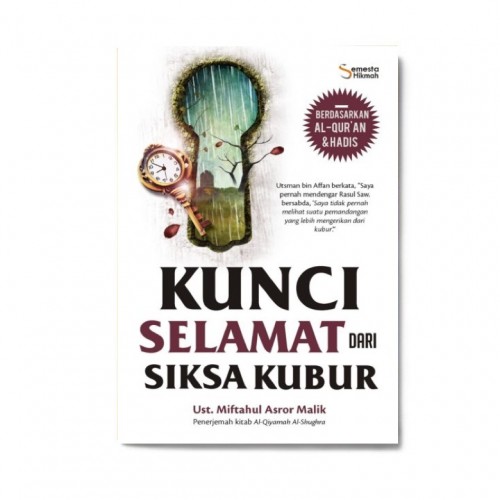 Semesta
Hikmah
BERDASARKAN
AL-QUR'AN
& HADIS
Utsman bin Affan berkata, "Saya
pernah mendengar Rasul Saw.
bersabda, 'Saya tidak pernah
melihat suatu pemandangan
yang lebih mengerikan dari
kubur'."
KUNCI
SELAMAT DARI
SIKSA KUBUR
Ust. Miftahul Asror Malik
Penerjemah kitab Al-Qiyamah Al-Shughra